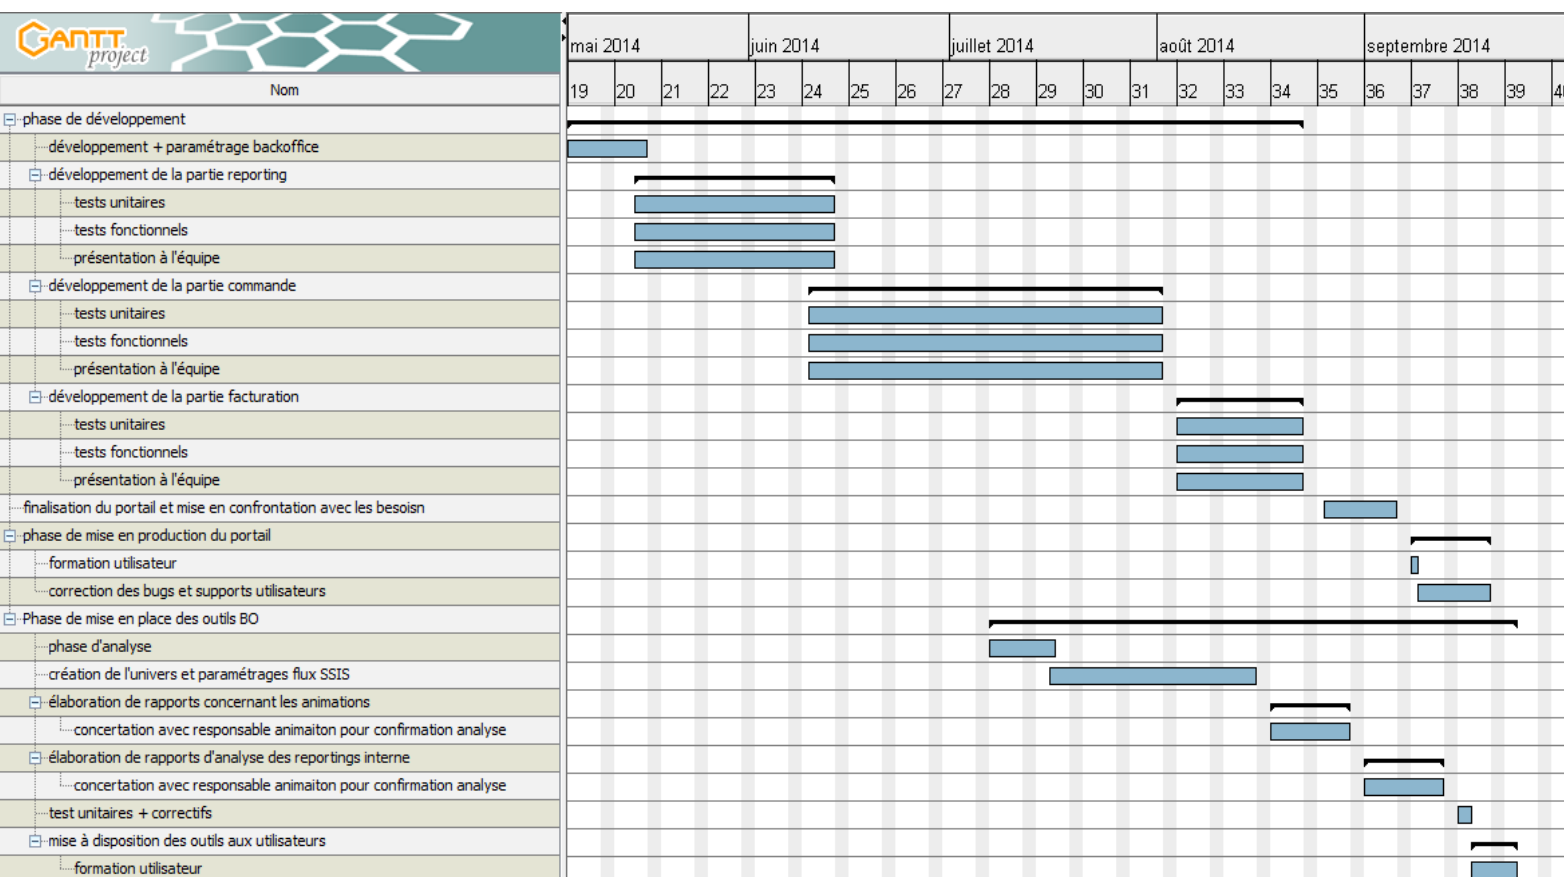 GANTT
project
mai 2014
juin 2014
juillet 2014
août 2014
septembre 2014
Nom
19 20 21 22 23 24 25 26 27 28 29 30 31 32 33 34 35 36 37 38 39
phase de développement
développement + paramétrage backoffice
développement de la partie reporting
tests unitaires
tests fonctionnels
présentation à l'équipe
développement de la partie commande
tests unitaires
tests fonctionnels
présentation à l'équipe
développement de la partie facturation
tests unitaires
tests fonctionnels
présentation à l'équipe
finalisation du portail et mise en confrontation avec les besoisn
phase de mise en production du portail
formation utilisateur
correction des bugs et supports utilisateurs
Phase de mise en place des outils BO
phase d'analyse
création de l'univers et paramétrages flux SSIS
élaboration de rapports concernant les animations
concertation avec responsable animaiton pour confirmation analyse
élaboration de rapports d'analyse des reportings interne
concertation avec responsable animaiton pour confirmation analyse
test unitaires + correctifs
mise à disposition des outils aux utilisateurs
formation utilisateur